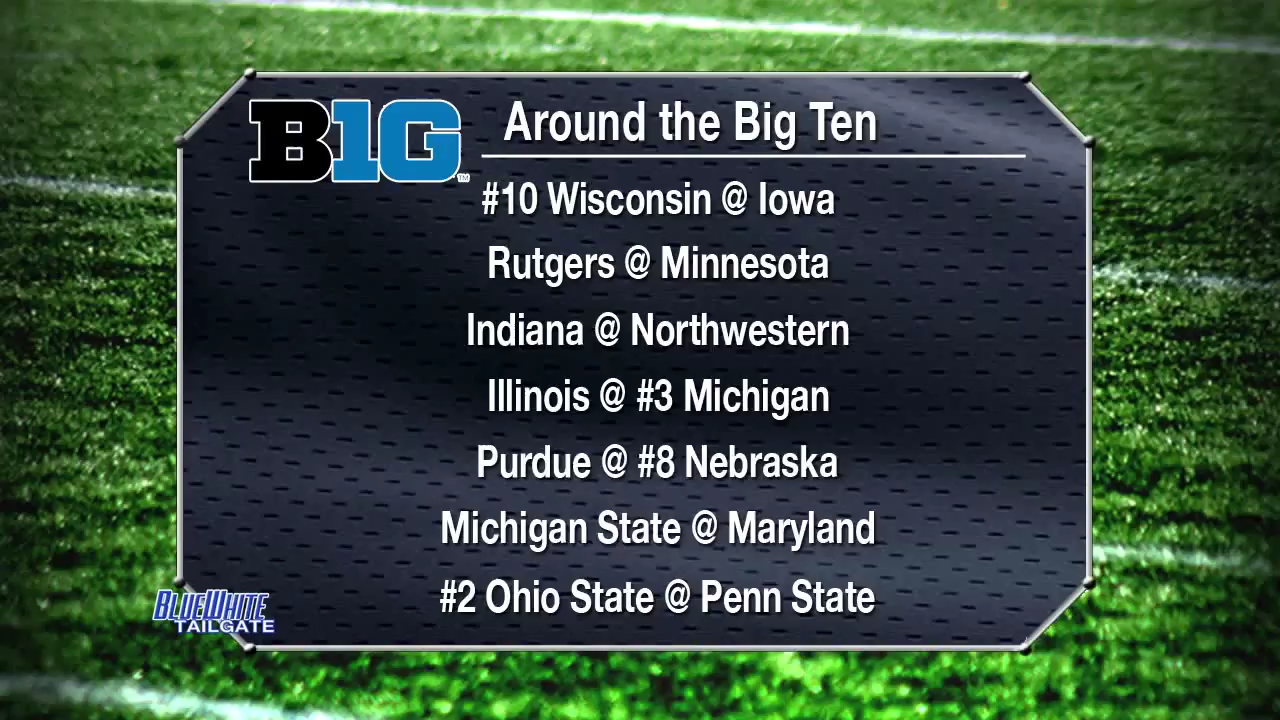 B1G Around the Big Ten
TM
#10 Wisconsin @ Iowa
Rutgers @ Minnesota
Indiana @ Northwestern
Illinois @ #3 Michigan
Purdue @ #8 Nebraska
Michigan State @ Maryland
#2 Ohio State @ Penn State
BLUEWHITE
TAILGATE